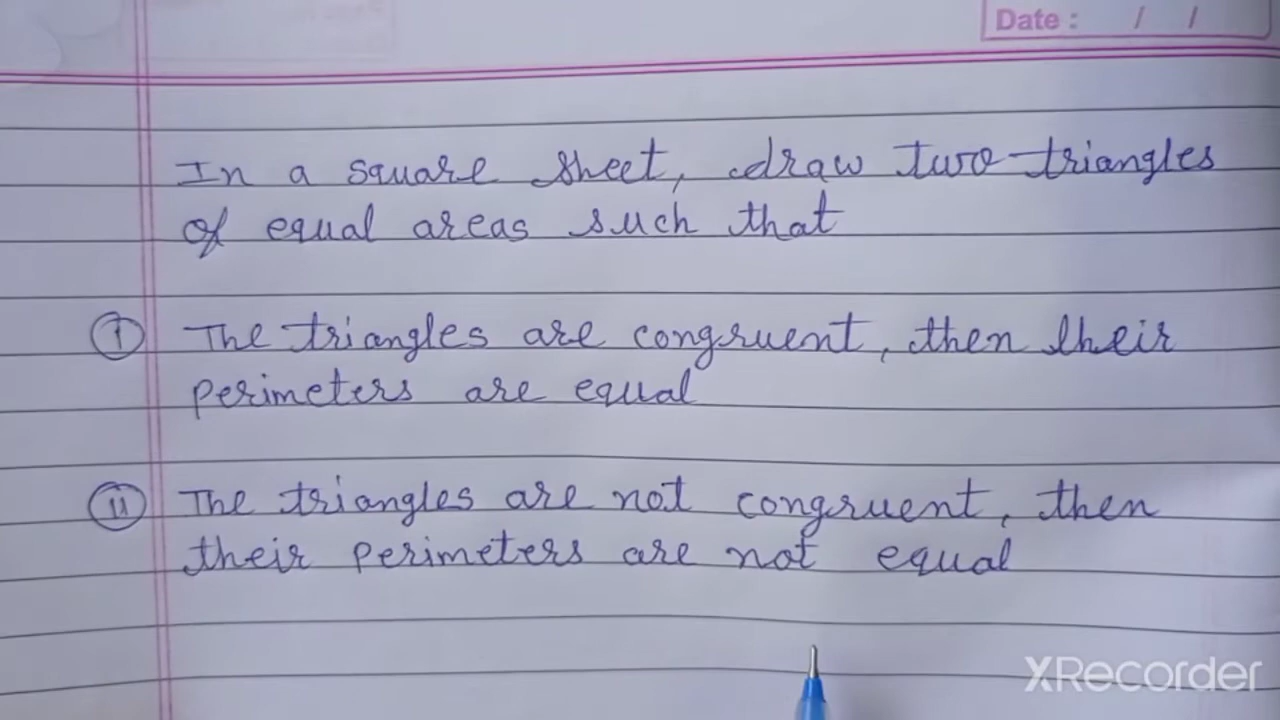 Date : / /
In a square sheet, draw two triangles
of equal areas such that
(i) The triangles are congruent, then their
perimeters are equal
(ii) The triangles are not congruent, then
their perimeters are not equal
XRecorder